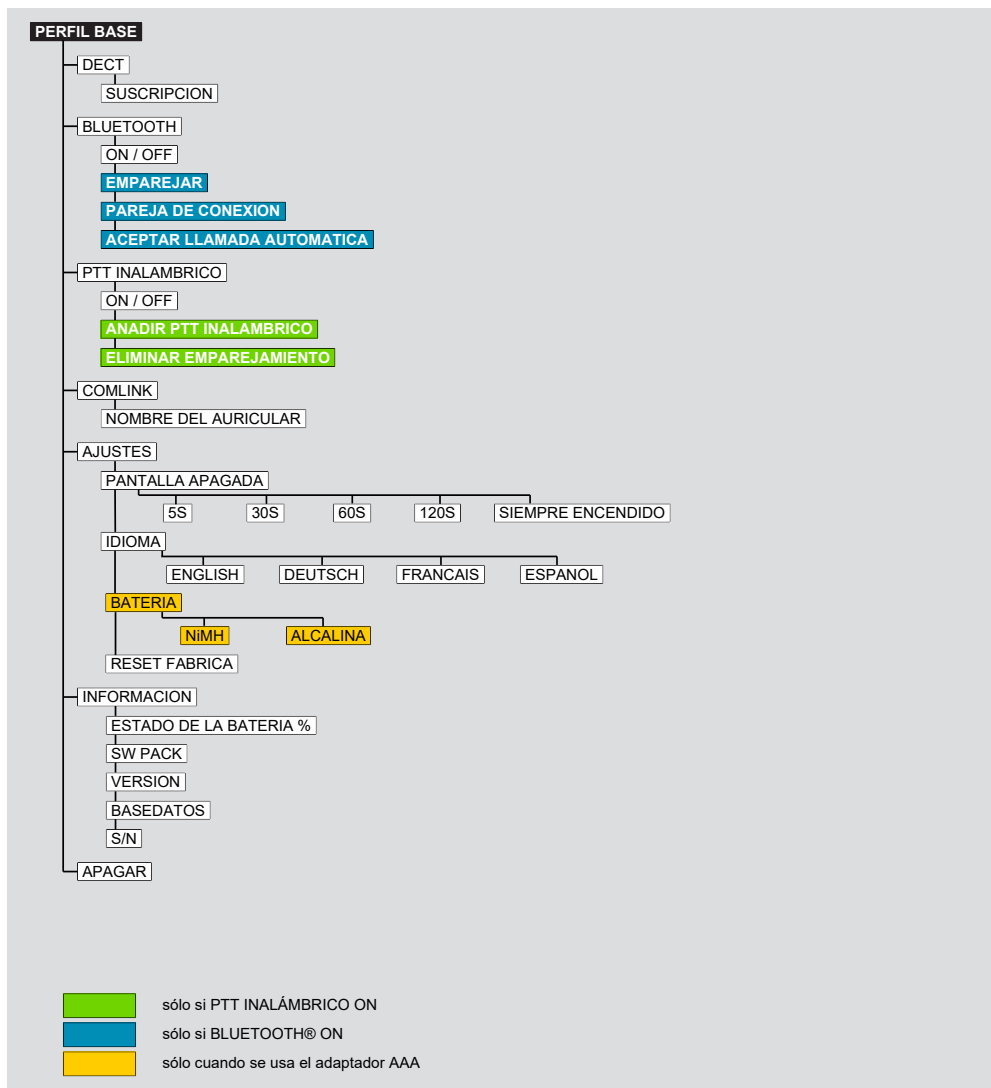 PERFIL BASE
DECT
SUSCRIPCION
BLUETOOTH
ON / OFF
EMPAREJAR
PAREJA DE CONEXION
ACEPTAR LLAMADA AUTOMATICA
PTT INALAMBRICO
ON / OFF
ANADIR PTT INALAMBRICO
ELIMINAR EMPAREJAMIENTO
COMLINK
NOMBRE DEL AURICULAR
AJUSTES
PANTALLA APAGADA
5S 30S 60S 120S SIEMPRE ENCENDIDO
IDIOMA
ENGLISH DEUTSCH FRANCAIS ESPANOL
BATERIA
NiMH ALCALINA
RESET FABRICA
INFORMACION
ESTADO DE LA BATERIA %
SW PACK
VERSION
BASEDATOS
S/N
APAGAR
sólo si PTT INALÁMBRICO ON
sólo si BLUETOOTH® ON
sólo cuando se usa el adaptador AAA